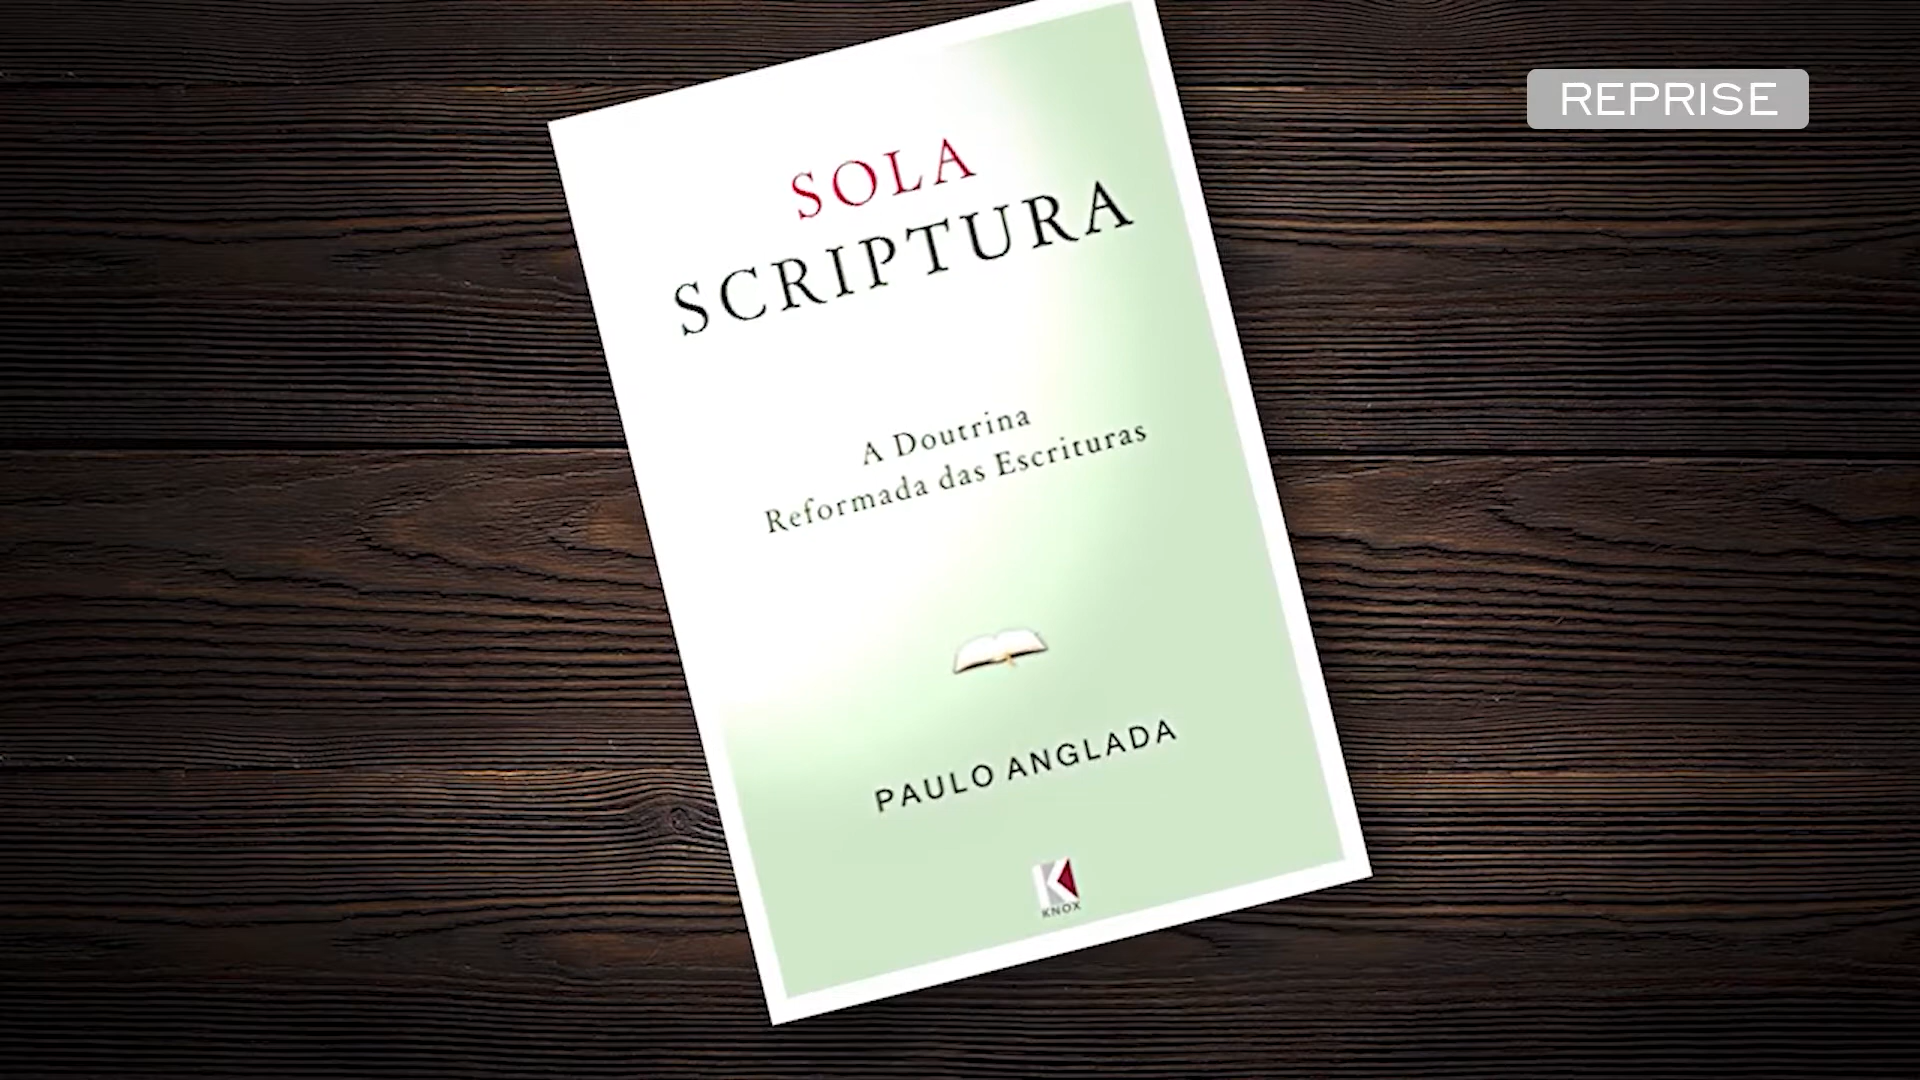 REPRISE
SOLA
SCRIPTURA
A Doutrina
Reformada das Escrituras
PAULO ANGLADA
K
KNOX